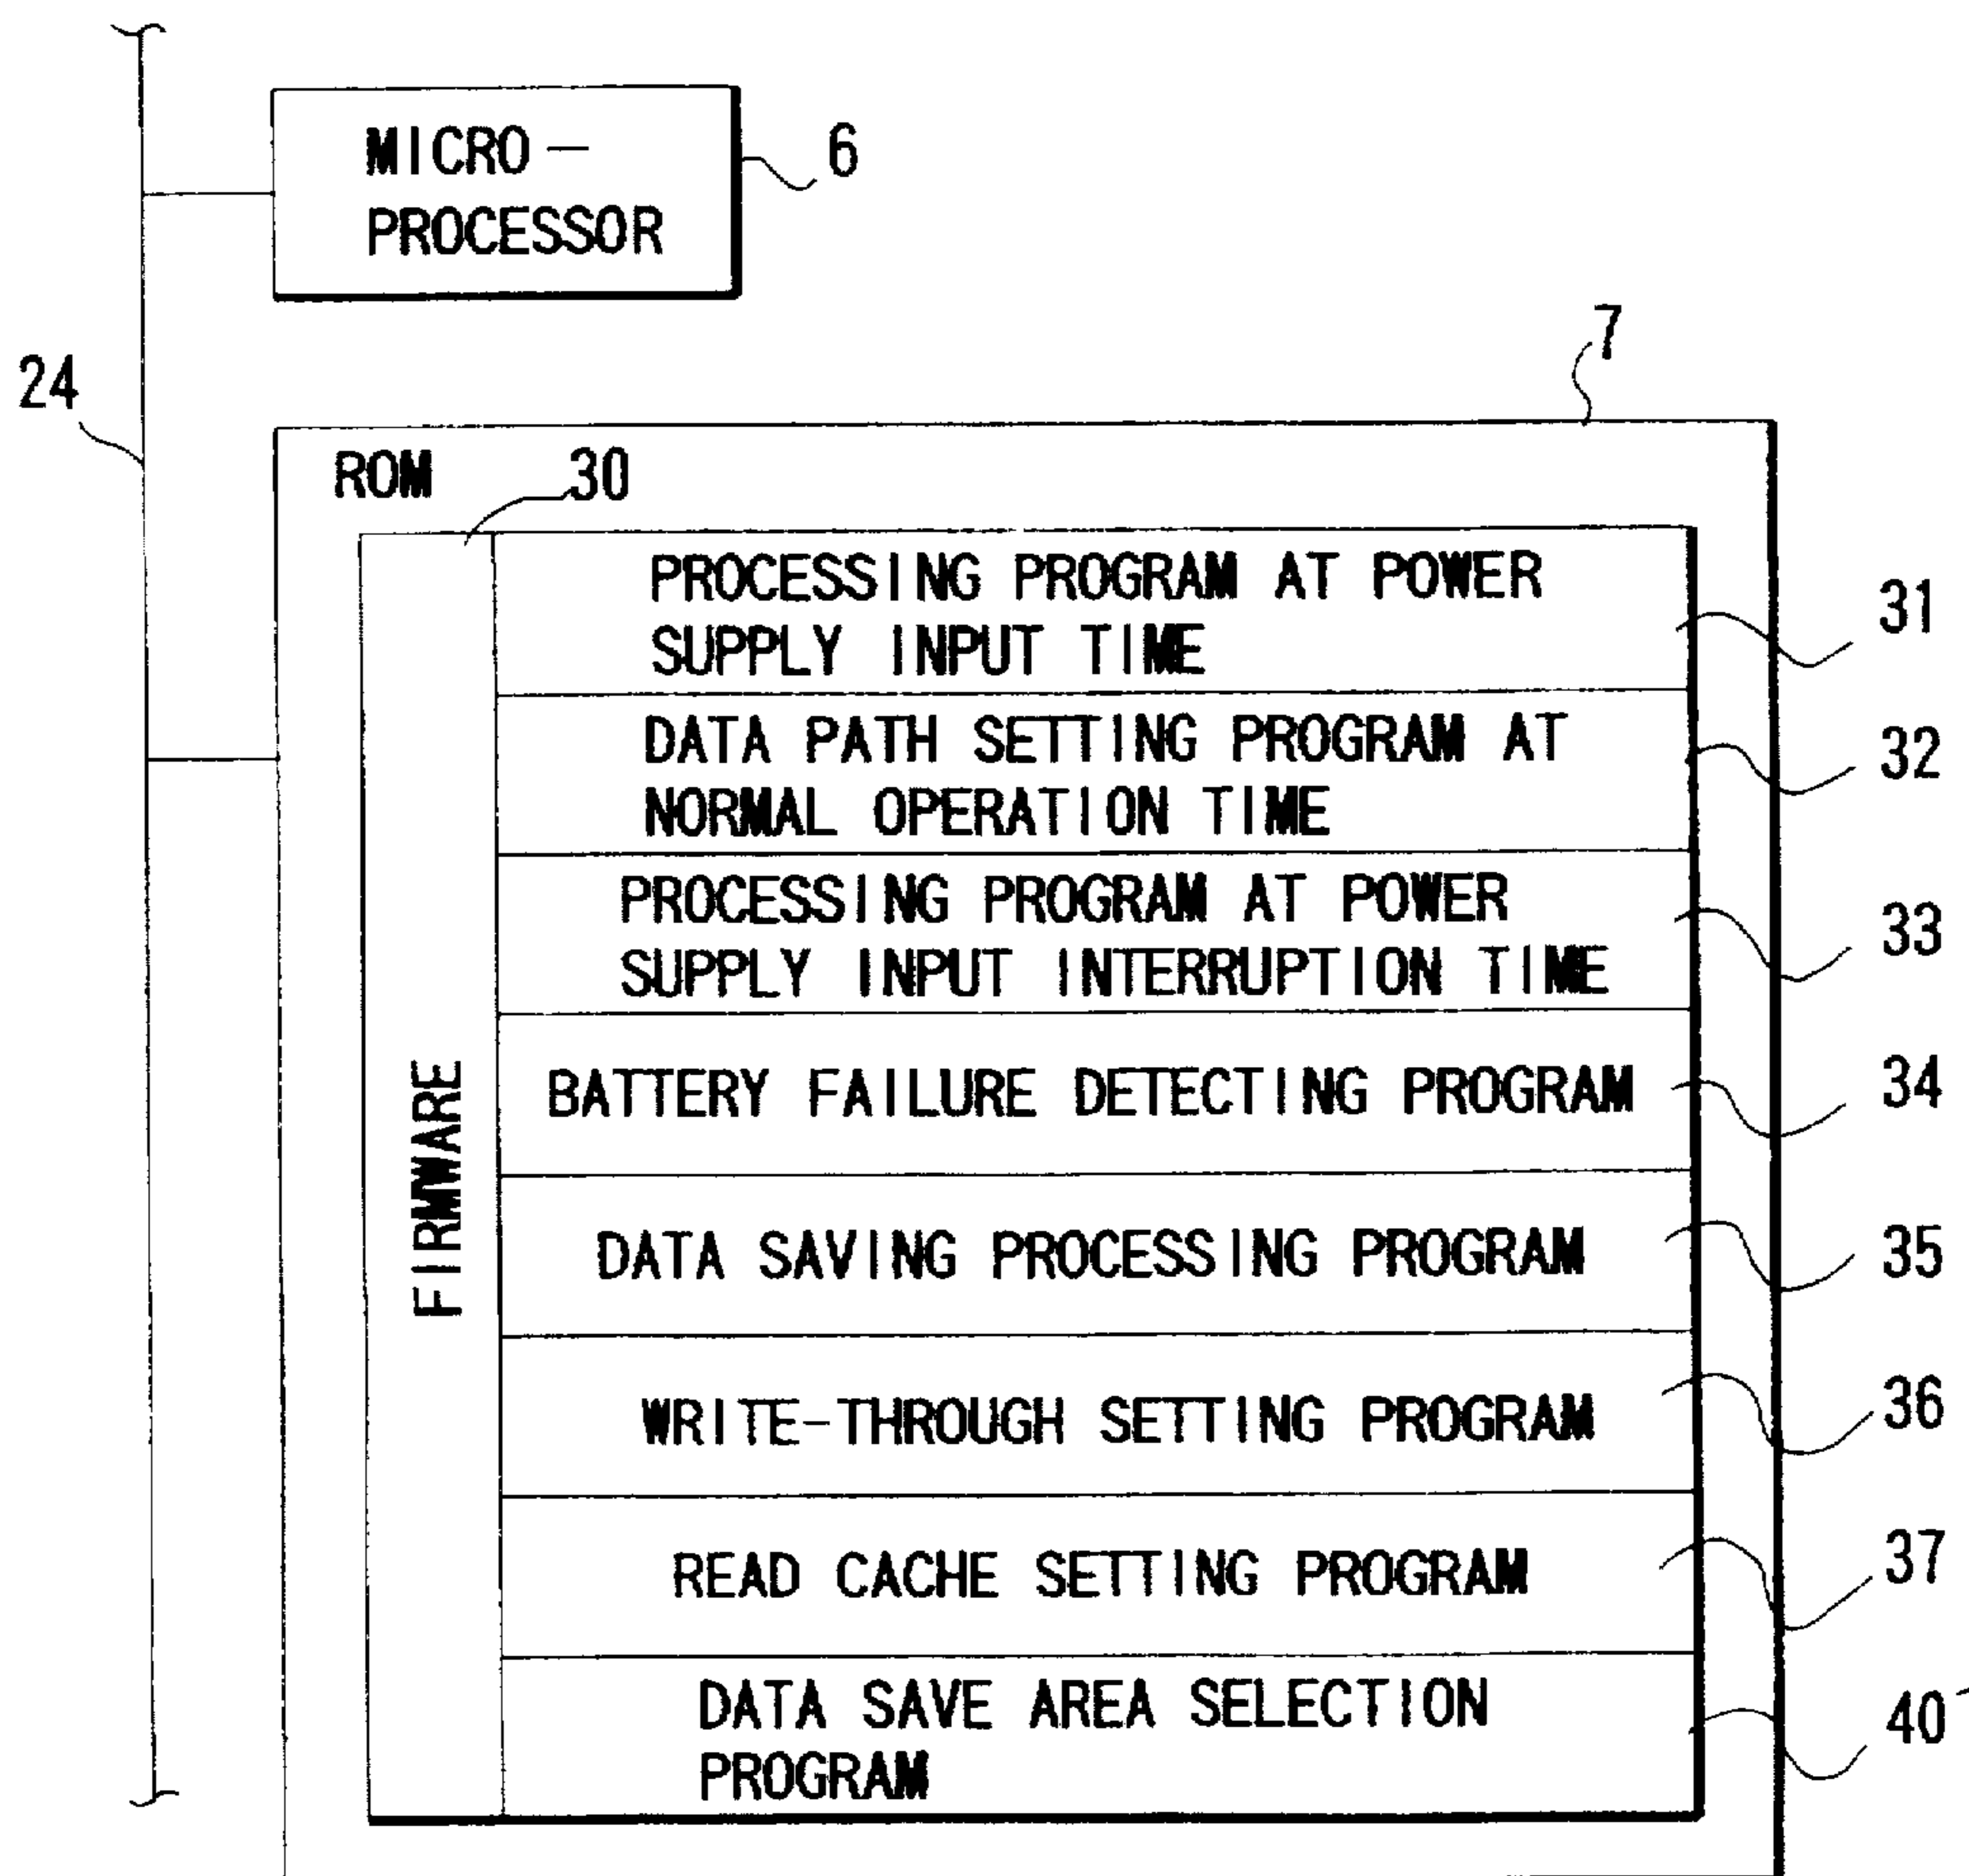 MICRO-
PROCESSOR
6
24
7
ROM
30
FIRMWARE
PROCESSING PROGRAM AT POWER
SUPPLY INPUT TIME
31
DATA PATH SETTING PROGRAM AT
NORMAL OPERATION TIME
32
PROCESSING PROGRAM AT POWER
SUPPLY INPUT INTERRUPTION TIME
33
BATTERY FAILURE DETECTING PROGRAM
34
DATA SAVING PROCESSING PROGRAM
35
WRITE-THROUGH SETTING PROGRAM
36
READ CACHE SETTING PROGRAM
37
DATA SAVE AREA SELECTION
PROGRAM
40